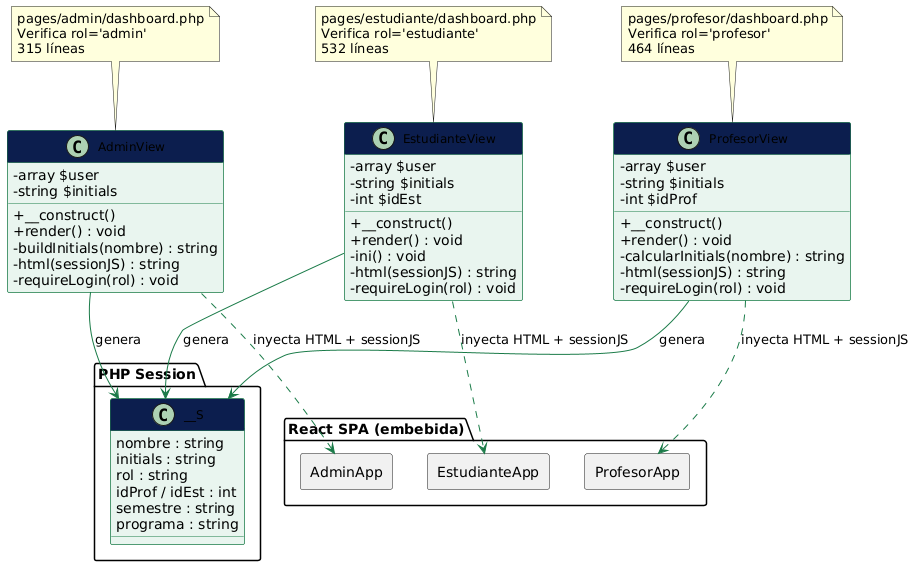 pages/admin/dashboard.php
Verifica rol='admin'
315 líneas
pages/estudiante/dashboard.php
Verifica rol='estudiante'
532 líneas
pages/profesor/dashboard.php
Verifica rol='profesor'
464 líneas
C AdminView
-array $user
-string $initials
+__construct()
+render() : void
-buildInitials(nombre) : string
-html(sessionJS) : string
-requireLogin(rol) : void
C EstudianteView
-array $user
-string $initials
-int $idEst
+__construct()
+render() : void
-ini() : void
-html(sessionJS) : string
-requireLogin(rol) : void
C ProfesorView
-array $user
-string $initials
-int $idProf
+__construct()
+render() : void
-calcularInitials(nombre) : string
-html(sessionJS) : string
-requireLogin(rol) : void
genera
genera
inyecta HTML + sessionJS
inyecta HTML + sessionJS
genera
inyecta HTML + sessionJS
PHP Session
C __S
nombre : string
initials : string
rol : string
idProf / idEst : int
semestre : string
programa : string
React SPA (embebida)
AdminApp
EstudianteApp
ProfesorApp